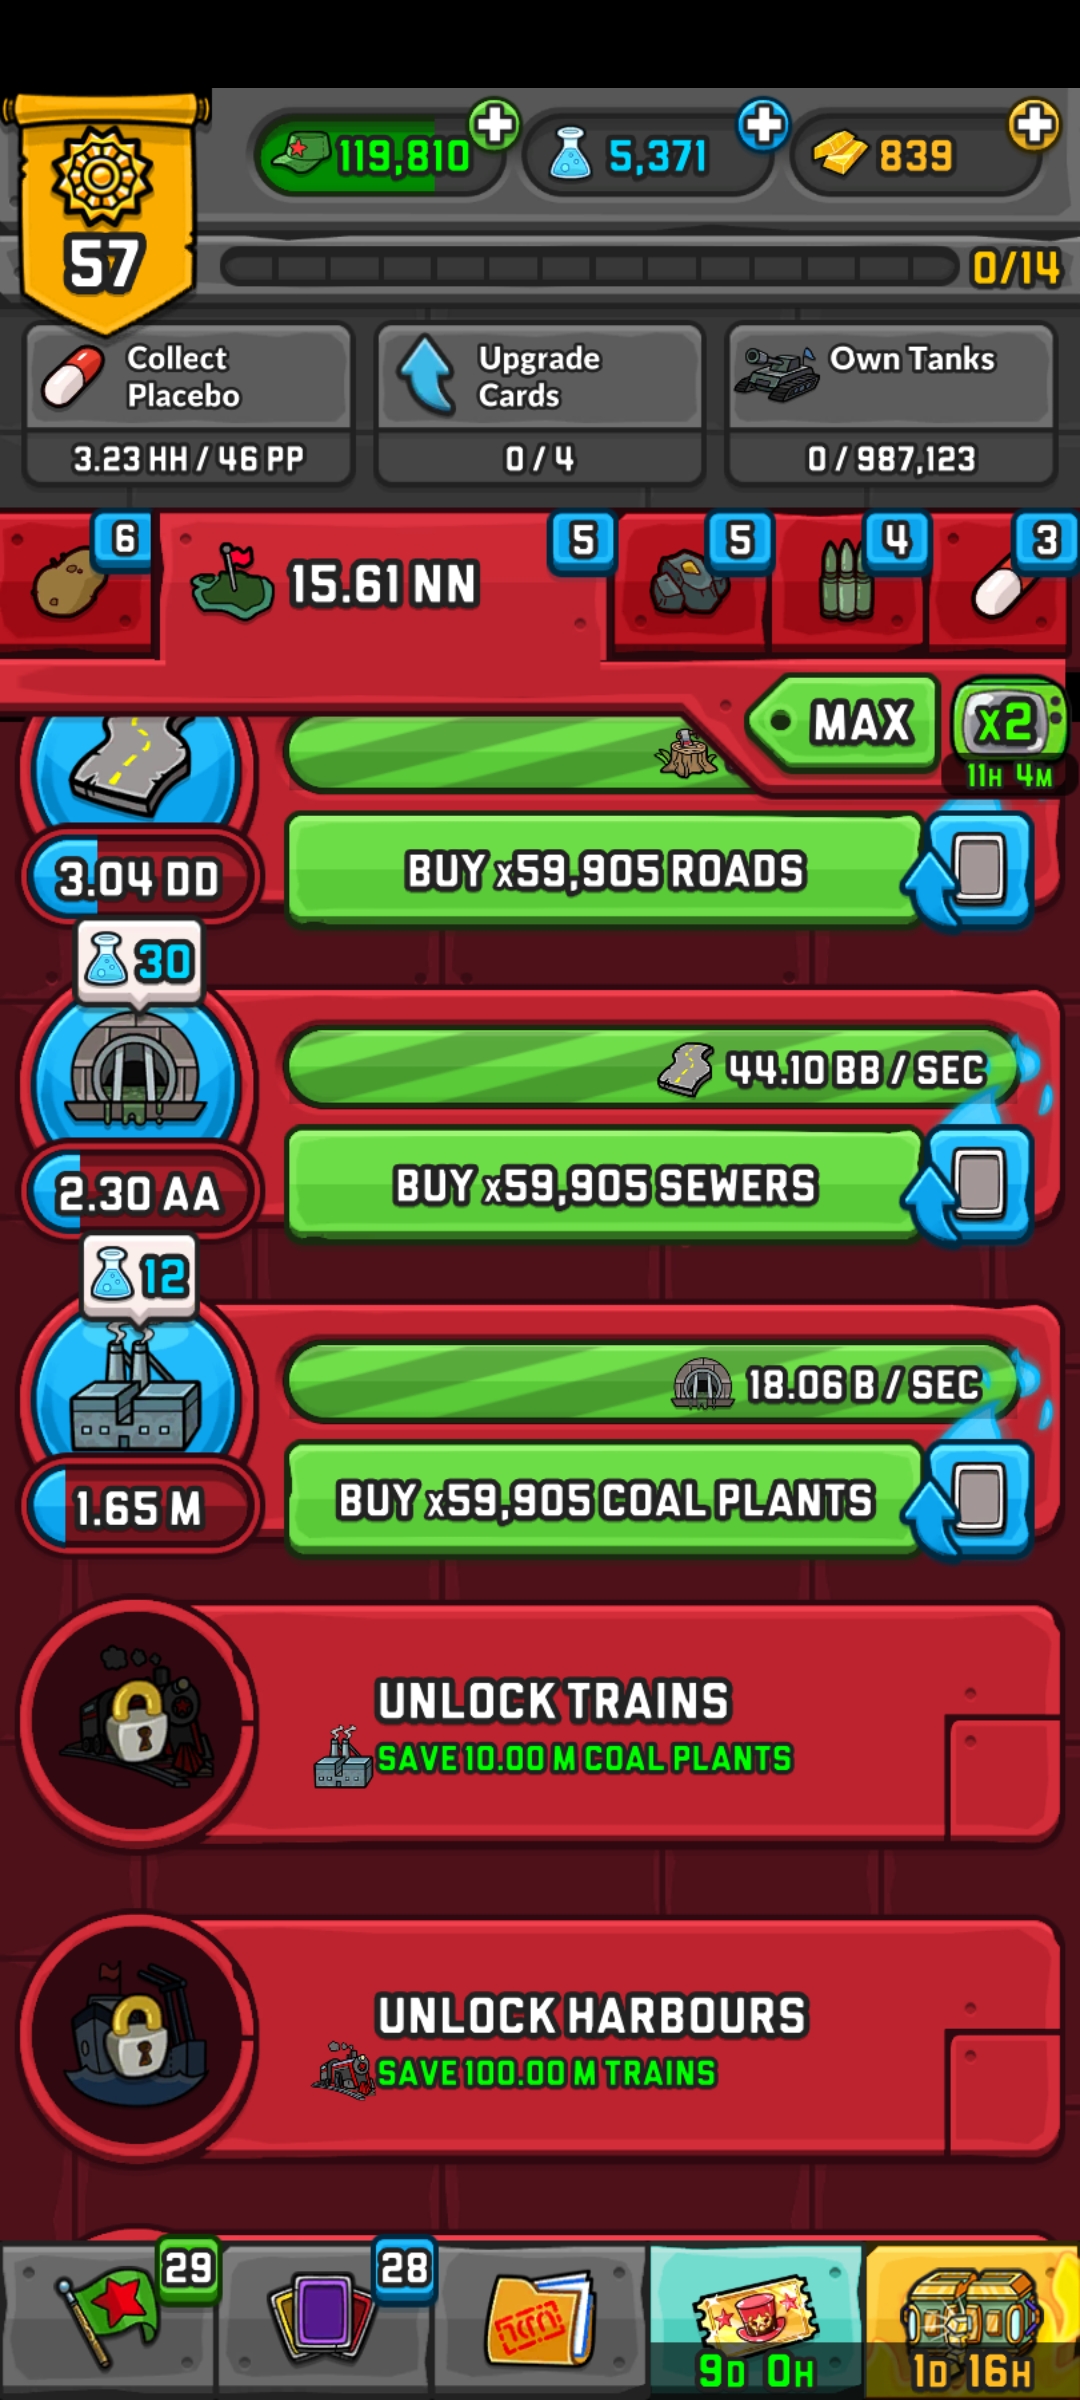 119,810
5,371
839
57
0/14
Collect
Placebo
Upgrade
Cards
Own Tanks
3.23 HH / 46 PP
0 / 4
0 / 987,123
6
15.61 NN
5
5
4
3
MAX
x2
11H 4M
3.04 DD
BUY x59,905 ROADS
30
44.10 BB / SEC
2.30 AA
BUY x59,905 SEWERS
12
18.06 B / SEC
1.65 M
BUY x59,905 COAL PLANTS
UNLOCK TRAINS
SAVE 10.00 M COAL PLANTS
UNLOCK HARBOURS
SAVE 100.00 M TRAINS
29
28
9D 0H
1D 16H